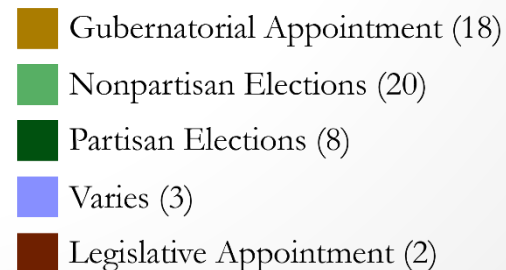 Gubernatorial Appointment (18)
Nonpartisan Elections (20)
Partisan Elections (8)
Varies (3)
Legislative Appointment (2)